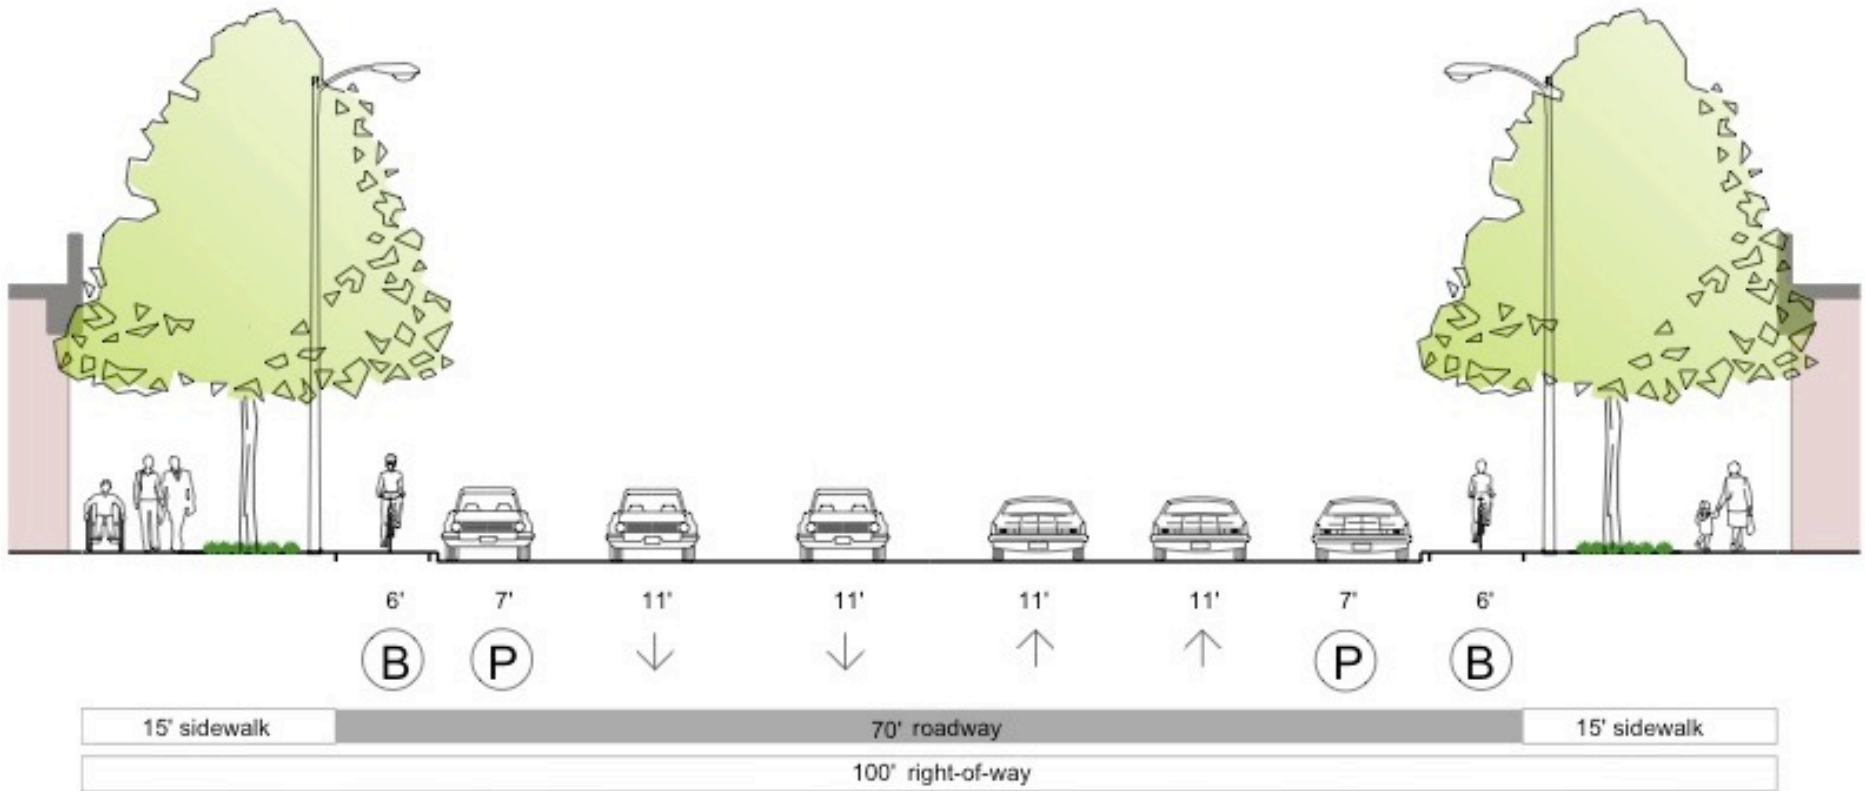 6' 7' 11' 11' 11' 11' 7' 6'
B P P B
15' sidewalk 70' roadway 15' sidewalk
100' right-of-way